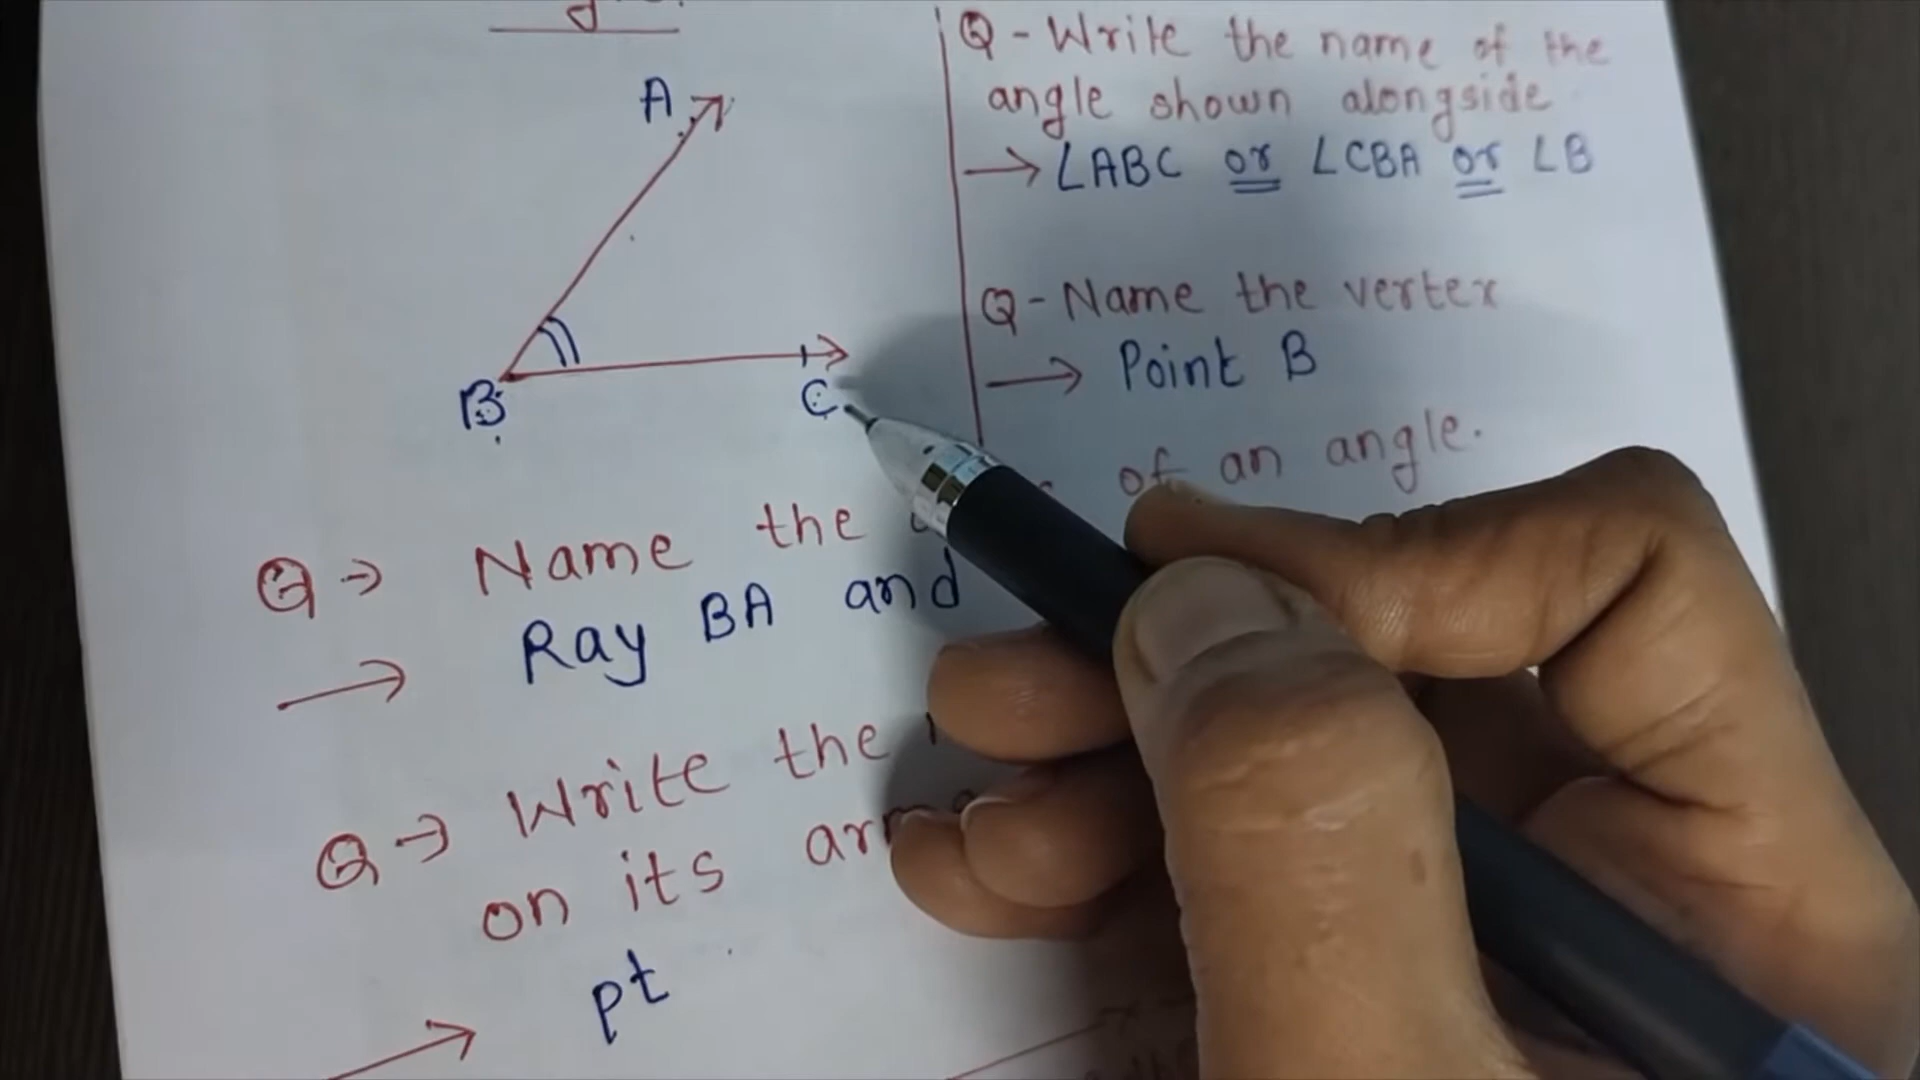 A
B
C
Q - Write the name of the
angle shown alongside
→ ∠ABC or ∠CBA or ∠B
Q - Name the vertex
→ Point B
Q → Name the of an angle.
→ Ray BA and
Q → Write the
on its
→ pt